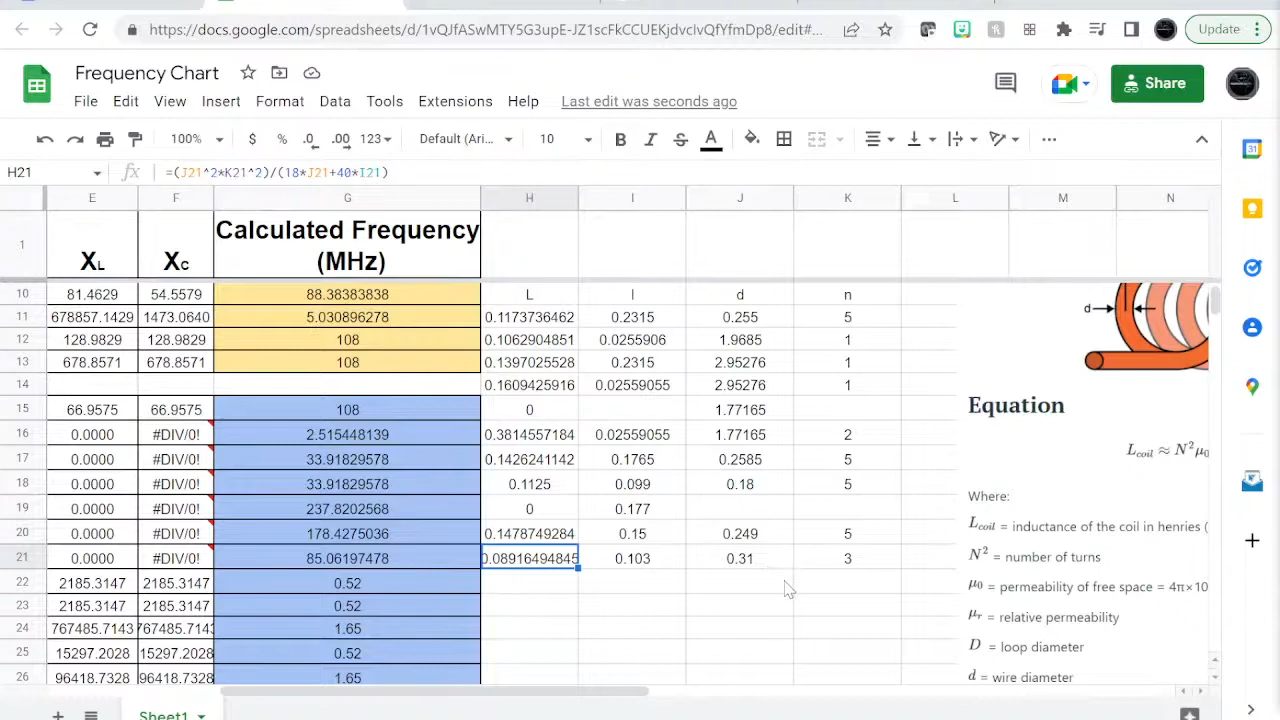 https://docs.google.com/spreadsheets/d/1vQJfASwMTY5G3upE-JZ1scFkCCUEKjdvcIvQfYfmDp8/edit#...
Update
Frequency Chart
File Edit View Insert Format Data Tools Extensions Help Last edit was seconds ago
Share
100% $ % .0 .00 123 Default (Ari... 10 B I S A
H21 fx =(J21^2*K21^2)/(18*J21+40*I21)
31
E F G H I J K L M N
1 XL XC Calculated Frequency
(MHz)
10 81.4629 54.5579 88.38383838 L l d n
11 678857.1429 1473.0640 5.030896278 0.1173736462 0.2315 0.255 5
12 128.9829 128.9829 108 0.1062904851 0.0255906 1.9685 1
13 678.8571 678.8571 108 0.1397025528 0.2315 2.95276 1
14 0.1609425916 0.02559055 2.95276 1
15 66.9575 66.9575 108 0 1.77165
16 0.0000 #DIV/0! 2.515448139 0.3814557184 0.02559055 1.77165 2
17 0.0000 #DIV/0! 33.91829578 0.1426241142 0.1765 0.2585 5
18 0.0000 #DIV/0! 33.91829578 0.1125 0.099 0.18 5
19 0.0000 #DIV/0! 237.8202568 0 0.177
20 0.0000 #DIV/0! 178.4275036 0.1478749284 0.15 0.249 5
21 0.0000 #DIV/0! 85.06197478 0.08916494845 0.103 0.31 3
22 2185.3147 2185.3147 0.52
23 2185.3147 2185.3147 0.52
24 767485.7143 767485.7143 1.65
25 15297.2028 15297.2028 0.52
26 96418.7328 96418.7328 1.65
d
Equation
Lcoil ≈ N²μ0
Where:
Lcoil = inductance of the coil in henries (
N² = number of turns
μ0 = permeability of free space = 4π×10
μr = relative permeability
D = loop diameter
d = wire diameter
Sheet1